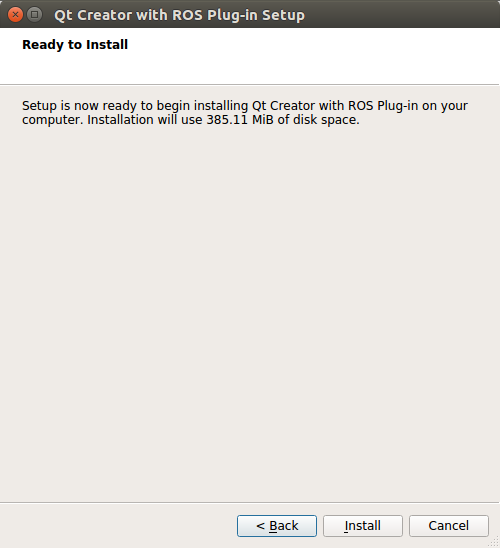 Qt Creator with ROS Plug-in Setup
Ready to Install
Setup is now ready to begin installing Qt Creator with ROS Plug-in on your
computer. Installation will use 385.11 MiB of disk space.
< Back Install Cancel